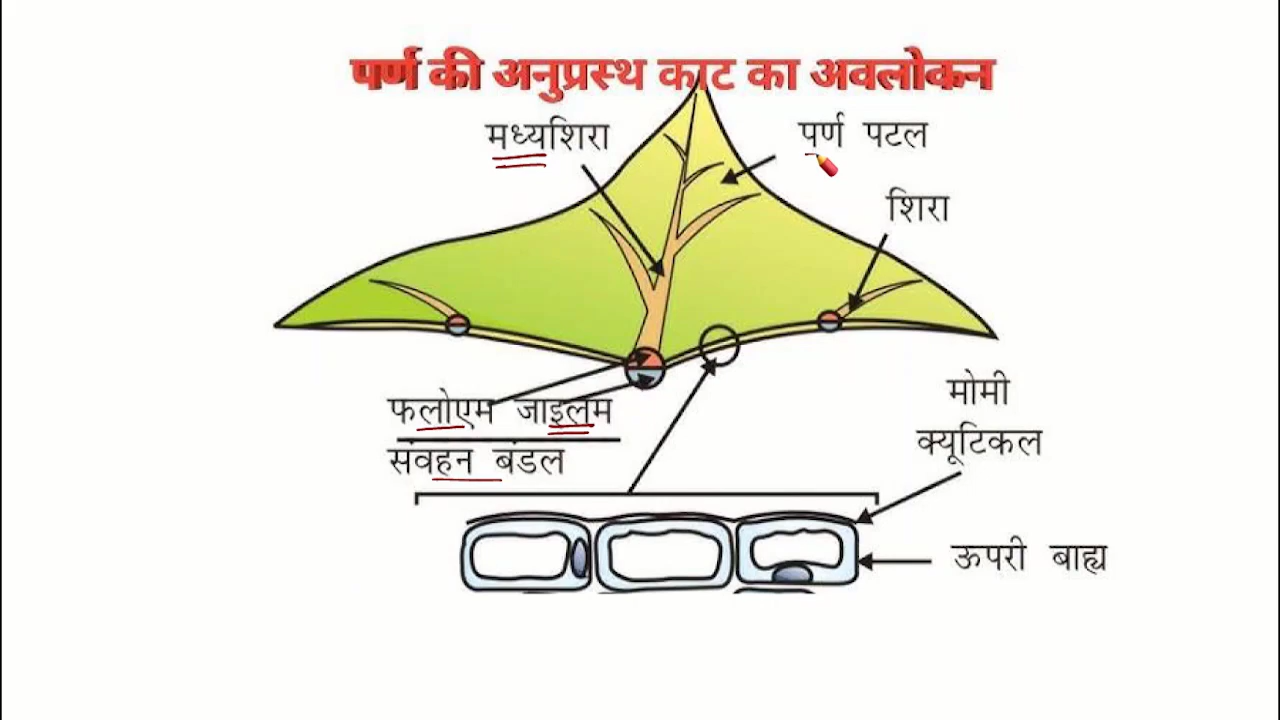 पर्ण की अनुप्रस्थ काट का अवलोकन
मध्यशिरा
पर्ण पटल
शिरा
फलोएम जाइलम
संवहन बंडल
मोमी
क्यूटिकल
ऊपरी बाह्य